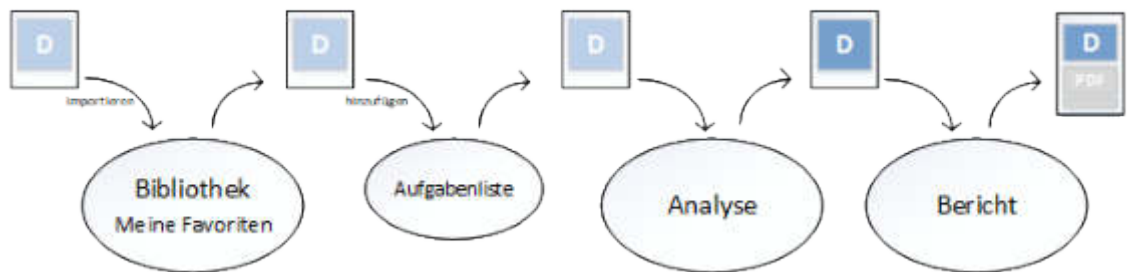 D
D
D
D
D
PDF
importieren
hinzufügen
Bibliothek
Meine Favoriten
Aufgabenliste
Analyse
Bericht